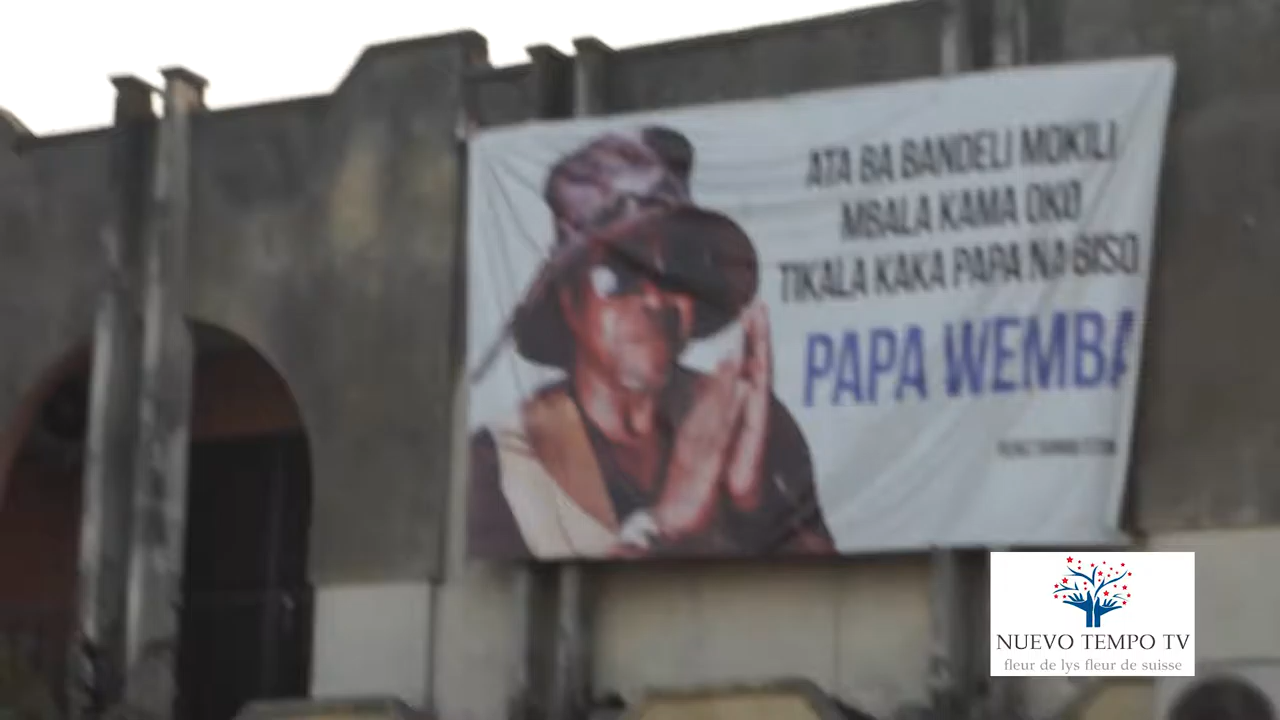 ATA BA BANDELI MOKILI
MBALA KAMA OKO
TIKALA KAKA PAPA NA BISO
PAPA WEMBA
NUEVO TEMPO TV
fleur de lys fleur de suisse